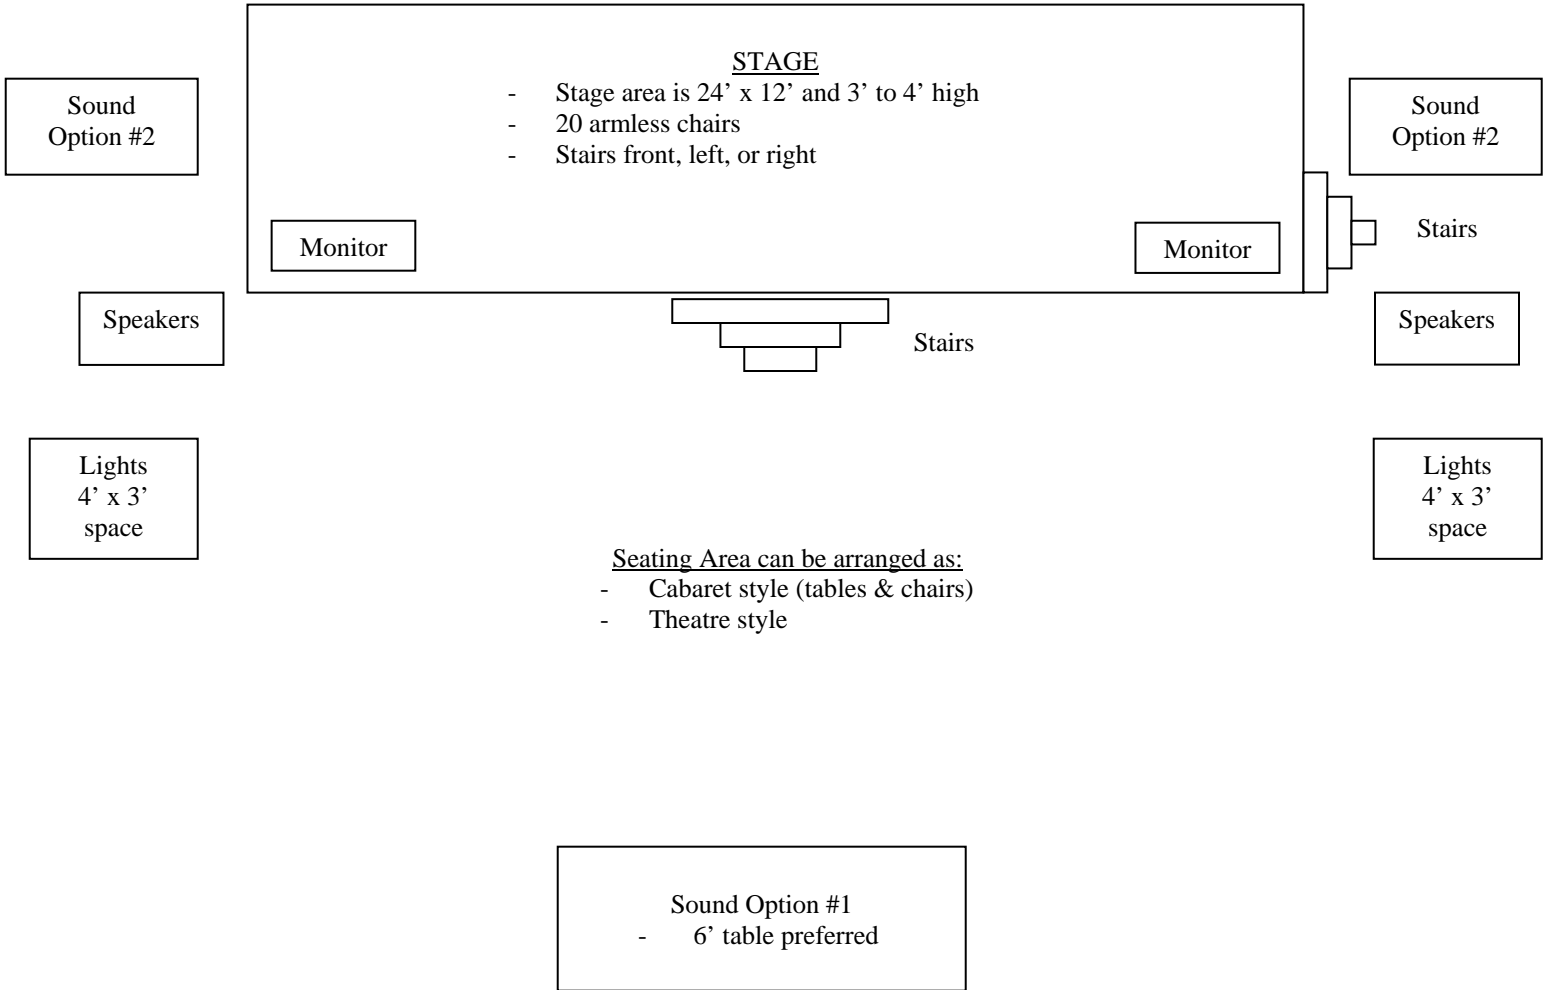 STAGE
- Stage area is 24’ x 12’ and 3’ to 4’ high
- 20 armless chairs
- Stairs front, left, or right
Sound
Option #2
Sound
Option #2
Monitor
Monitor
Stairs
Speakers
Stairs
Speakers
Lights
4’ x 3’
space
Lights
4’ x 3’
space
Seating Area can be arranged as:
- Cabaret style (tables & chairs)
- Theatre style
Sound Option #1
- 6’ table preferred